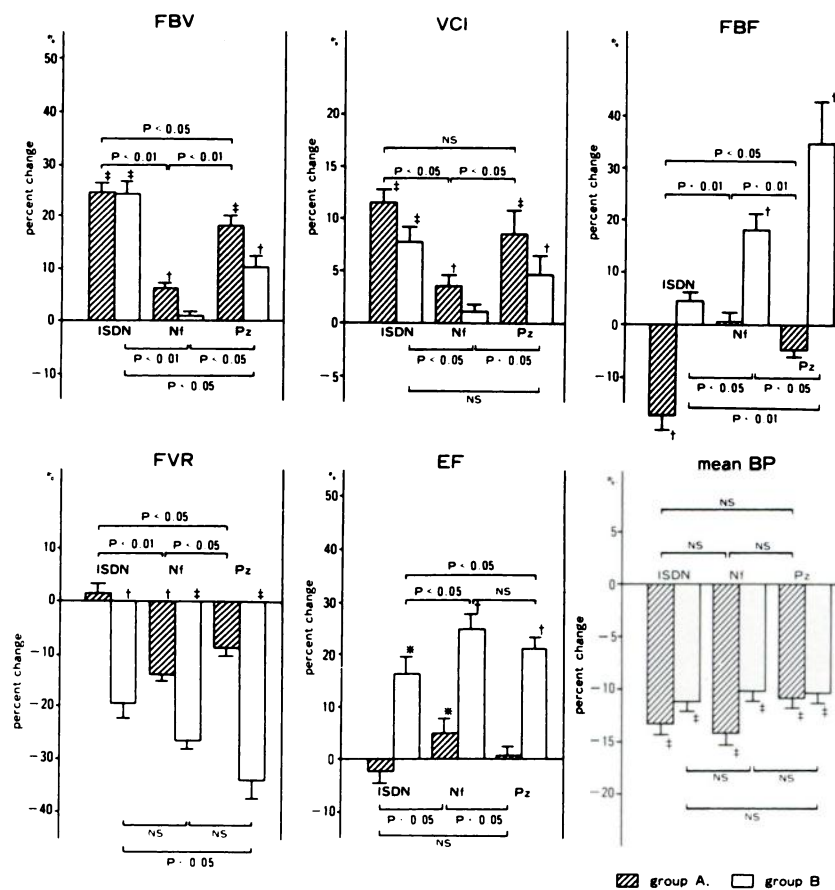 FBV
%
percent change
50
40
30
20
10
0
−10
P < 0.05
P < 0.01
P < 0.01
‡
‡
†
‡
†
ISDN
Nf
Pz
P < 0.01
P < 0.05
P < 0.05
VCI
%
percent change
20
15
10
5
0
−5
NS
P < 0.05
P < 0.05
‡
‡
†
‡
†
ISDN
Nf
Pz
P < 0.05
P < 0.05
NS
FBF
%
percent change
40
30
20
10
0
−10
P < 0.05
P < 0.01
P < 0.01
†
†
†
ISDN
Nf
Pz
P < 0.05
P < 0.05
P < 0.01
FVR
%
percent change
10
0
−10
−20
−30
−40
P < 0.05
P < 0.01
P < 0.05
ISDN
Nf
Pz
†
†
‡
‡
NS
NS
P < 0.05
EF
%
percent change
50
40
30
20
10
0
−10
P < 0.05
P < 0.05
NS
*
*
†
†
ISDN
Nf
Pz
P < 0.05
P < 0.05
NS
mean BP
%
percent change
5
0
−5
−10
−15
−20
NS
NS
NS
ISDN
Nf
Pz
‡
‡
‡
‡
‡
‡
NS
NS
NS
group A.
group B